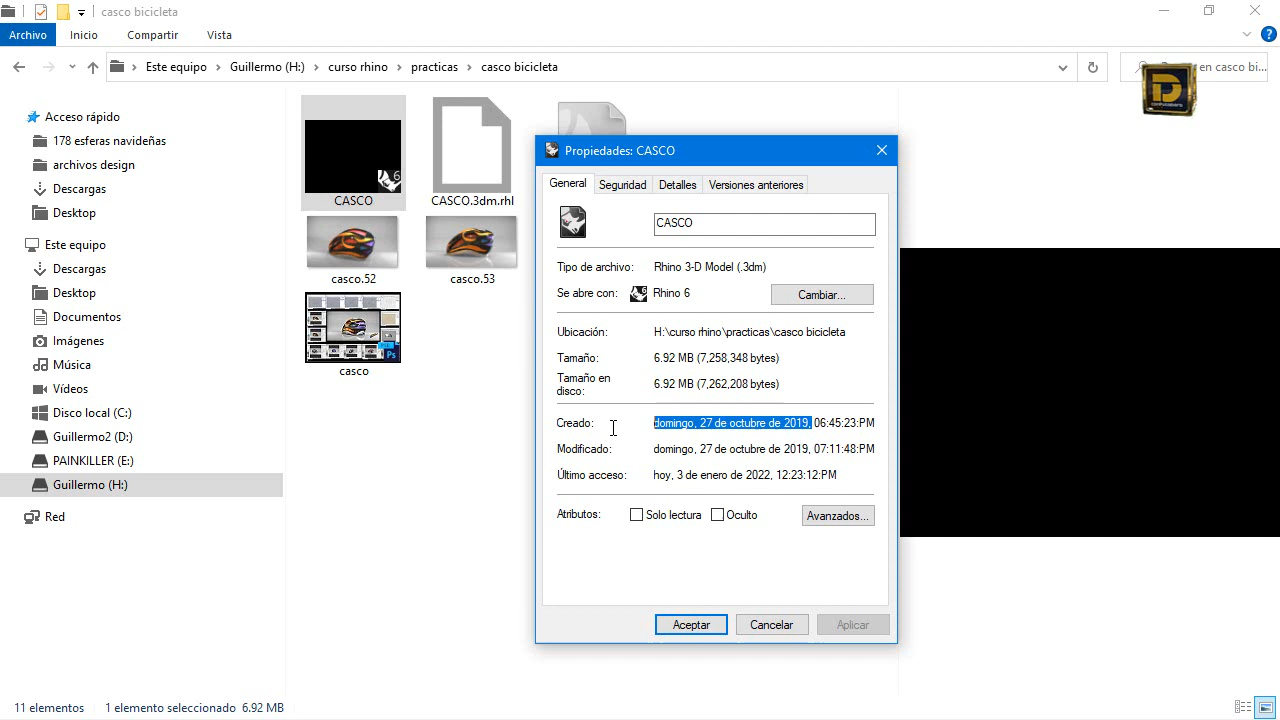 casco bicicleta
Archivo Inicio Compartir Vista
Este equipo Guillermo (H:) curso rhino practicas casco bicicleta
en casco bi...
Acceso rápido
178 esferas navideñas
archivos design
Descargas
Desktop
Este equipo
Descargas
Desktop
Documentos
Imágenes
Música
Vídeos
Disco local (C:)
Guillermo2 (D:)
PAINKILLER (E:)
Guillermo (H:)
Red
6
CASCO
CASCO.3dm.rhl
casco.52
casco.53
Ps
casco
Propiedades: CASCO
General Seguridad Detalles Versiones anteriores
CASCO
Tipo de archivo: Rhino 3-D Model (.3dm)
Se abre con: Rhino 6 Cambiar...
Ubicación: H:\curso rhino\practicas\casco bicicleta
Tamaño: 6.92 MB (7,258,348 bytes)
Tamaño en
disco: 6.92 MB (7,262,208 bytes)
Creado: domingo, 27 de octubre de 2019, 06:45:23:PM
Modificado: domingo, 27 de octubre de 2019, 07:11:48:PM
Último acceso: hoy, 3 de enero de 2022, 12:23:12:PM
Atributos: Solo lectura Oculto Avanzados...
Aceptar Cancelar Aplicar
11 elementos 1 elemento seleccionado 6.92 MB